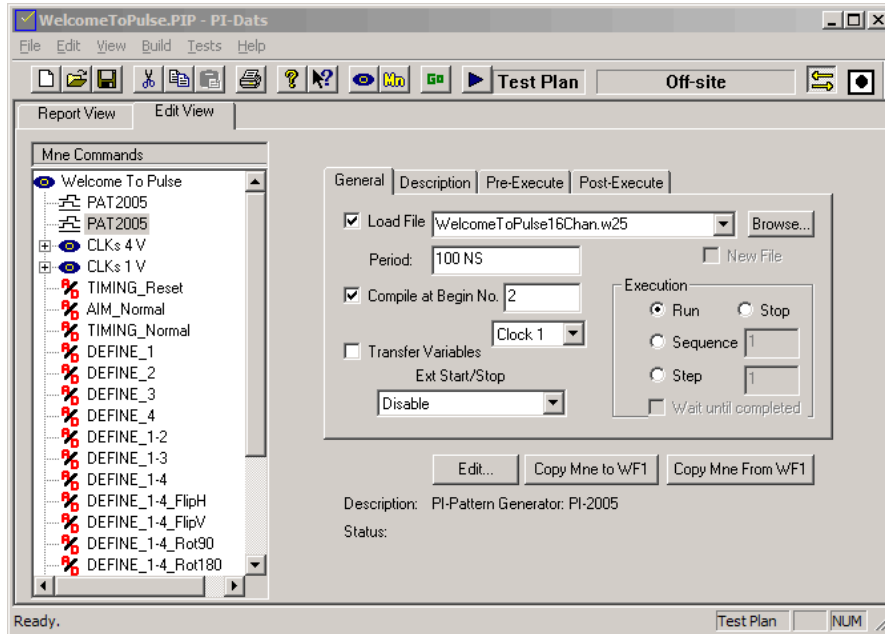 WelcomeToPulse.PIP - PI-Dats
File Edit View Build Tests Help
Mn Go Test Plan Off-site
Report View Edit View
Mne Commands
Welcome To Pulse
PAT2005
PAT2005
CLKs 4 V
CLKs 1 V
TIMING_Reset
AIM_Normal
TIMING_Normal
DEFINE_1
DEFINE_2
DEFINE_3
DEFINE_4
DEFINE_1-2
DEFINE_1-3
DEFINE_1-4
DEFINE_1-4_FlipH
DEFINE_1-4_FlipV
DEFINE_1-4_Rot90
DEFINE_1-4_Rot180
General Description Pre-Execute Post-Execute
Load File WelcomeToPulse16Chan.w25 Browse...
Period: 100 NS New File
Compile at Begin No. 2
Clock 1
Transfer Variables
Ext Start/Stop
Disable
Execution
Run Stop
Sequence 1
Step 1
Wait until completed
Edit... Copy Mne to WF1 Copy Mne From WF1
Description: PI-Pattern Generator: PI-2005
Status:
Ready. Test Plan NUM